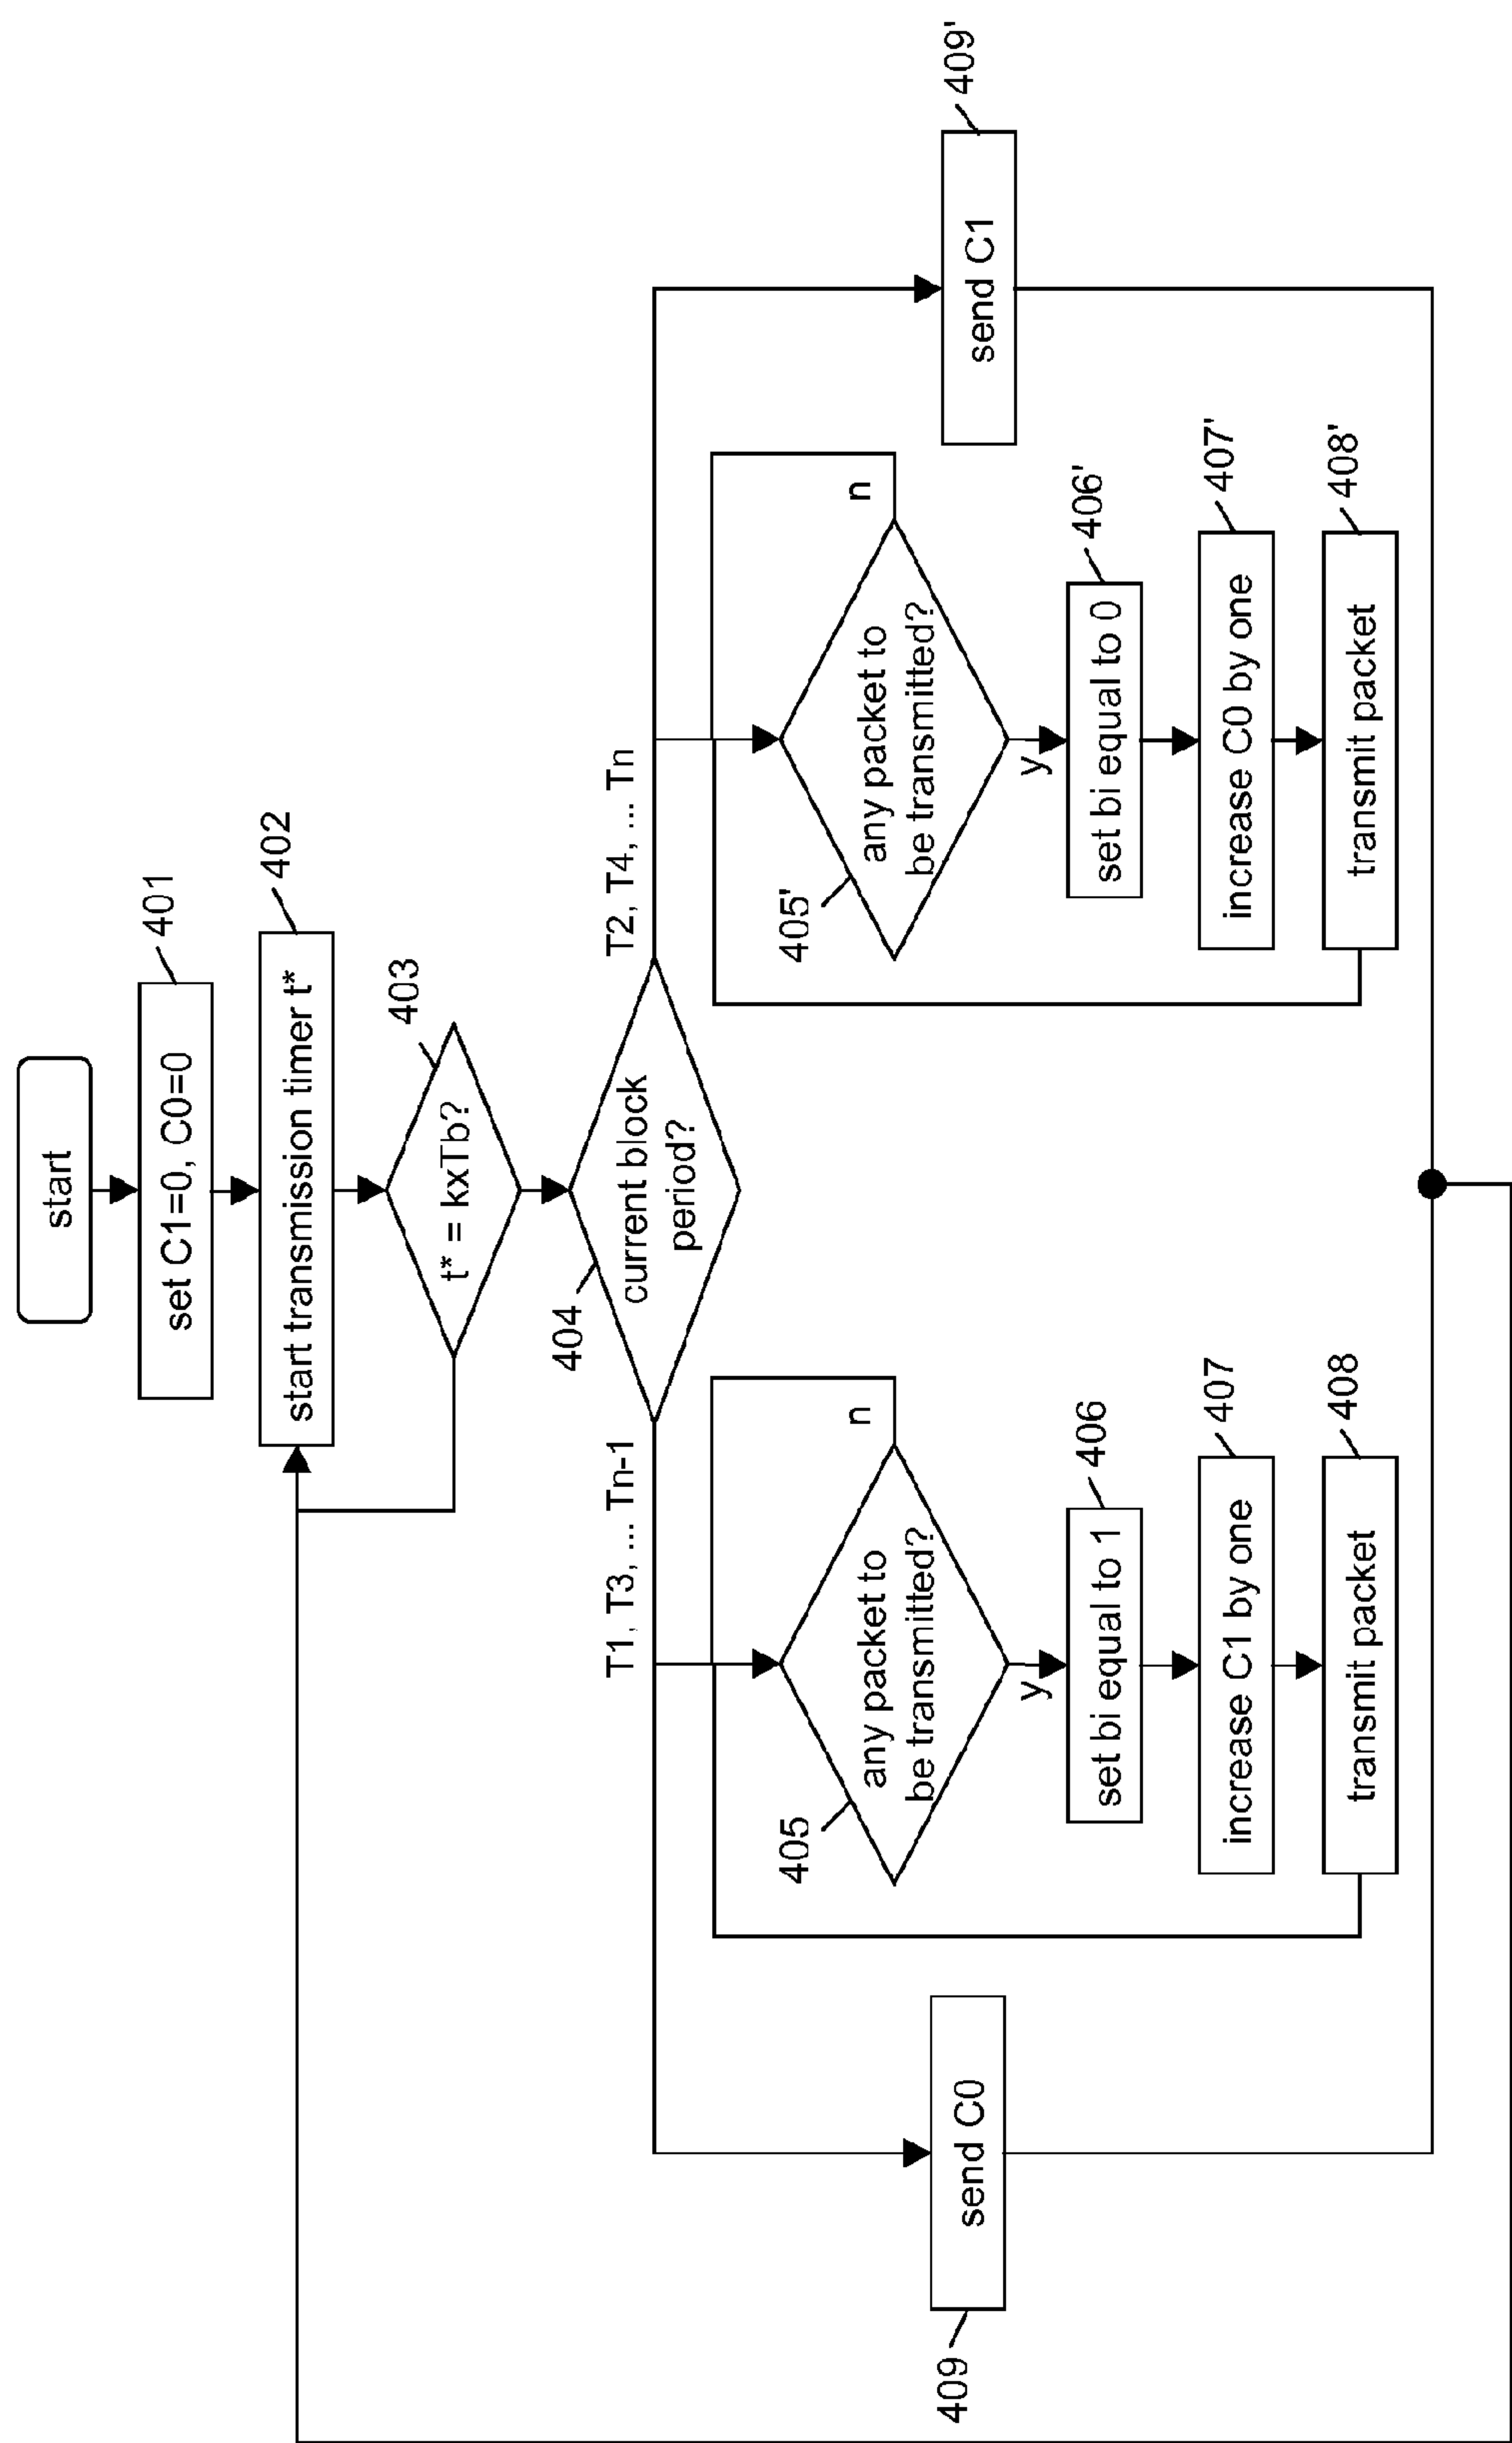 start
set C1=0, C0=0
401
start transmission timer t*
402
t* = kxTb?
403
current block
period?
404
T1, T3, ... Tn-1
T2, T4, ... Tn
any packet to
be transmitted?
n
y
405
set bi equal to 1
406
increase C1 by one
407
transmit packet
408
send C0
409
any packet to
be transmitted?
n
y
405'
set bi equal to 0
406'
increase C0 by one
407'
transmit packet
408'
send C1
409'